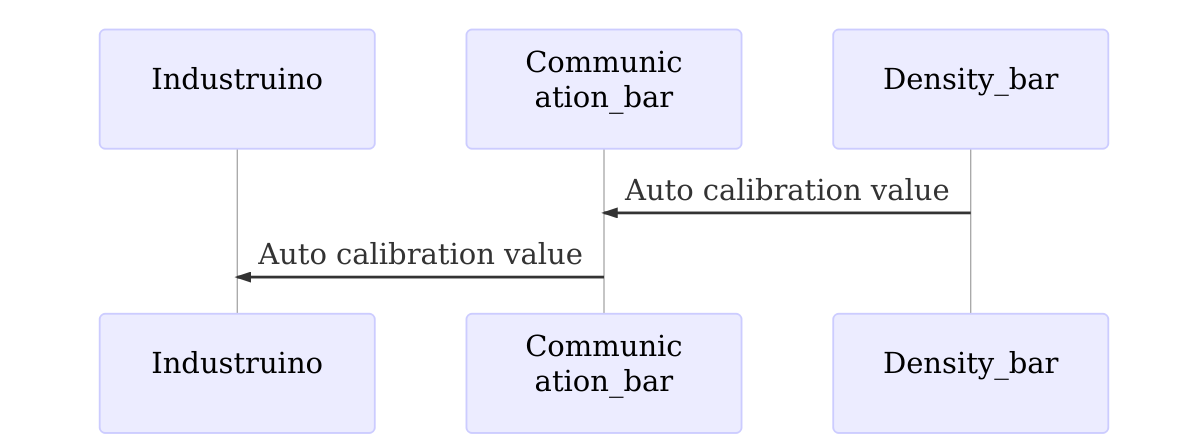 Industruino
Communic
ation_bar
Density_bar
Auto calibration value
Auto calibration value
Industruino
Communic
ation_bar
Density_bar